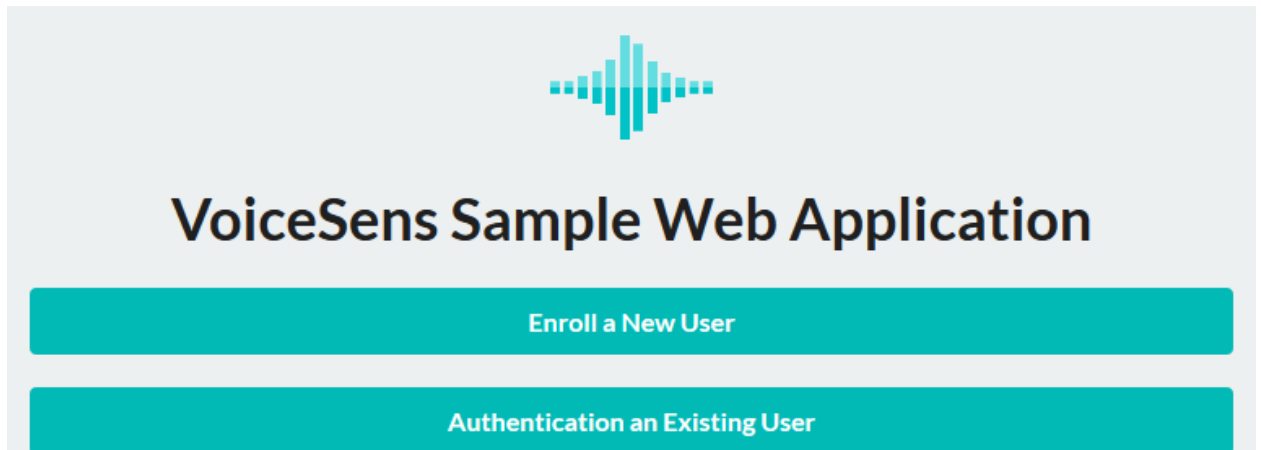 VoiceSens Sample Web Application
Enroll a New User
Authentication an Existing User